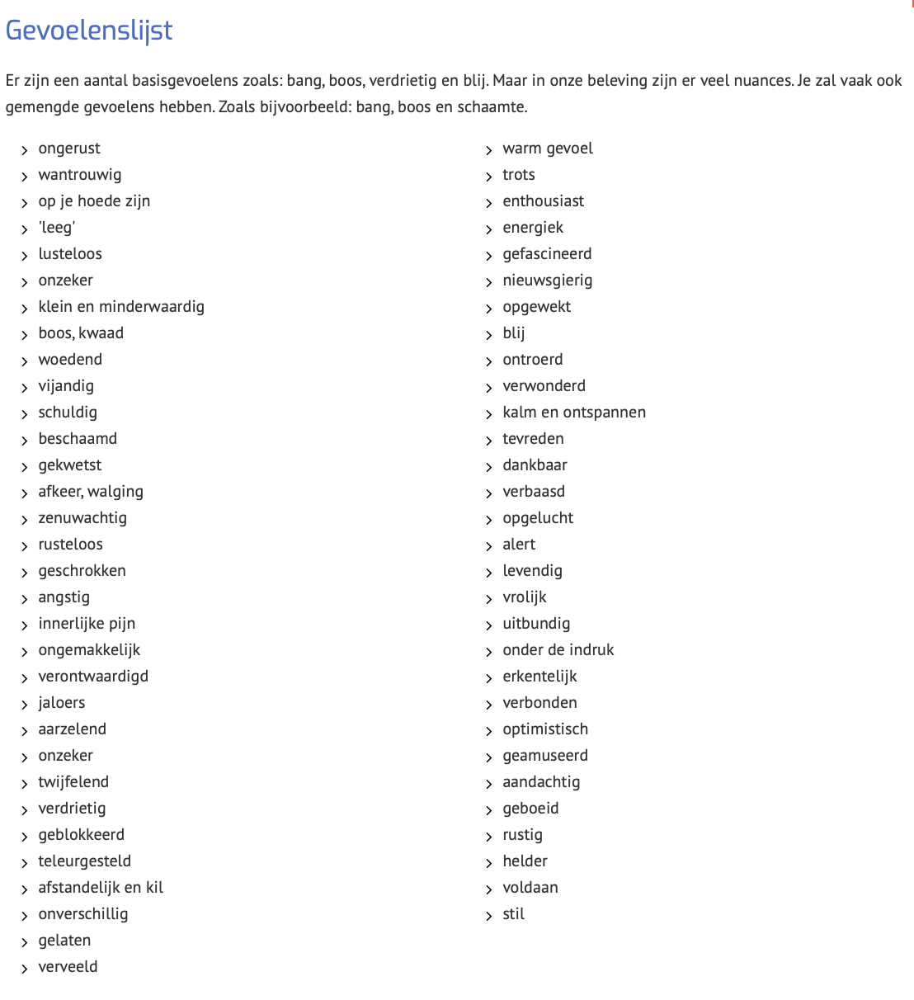 Gevoelenslijst
Er zijn een aantal basisgevoelens zoals: bang, boos, verdrietig en blij. Maar in onze beleving zijn er veel nuances. Je zal vaak ook
gemengde gevoelens hebben. Zoals bijvoorbeeld: bang, boos en schaamte.
ongerust
wantrouwig
op je hoede zijn
'leeg'
lusteloos
onzeker
klein en minderwaardig
boos, kwaad
woedend
vijandig
schuldig
beschaamd
gekwetst
afkeer, walging
zenuwachtig
rusteloos
geschrokken
angstig
innerlijke pijn
ongemakkelijk
verontwaardigd
jaloers
aarzelend
onzeker
twijfelend
verdrietig
geblokkeerd
teleurgesteld
afstandelijk en kil
onverschillig
gelaten
verveeld
warm gevoel
trots
enthousiast
energiek
gefascineerd
nieuwsgierig
opgewekt
blij
ontroerd
verwonderd
kalm en ontspannen
tevreden
dankbaar
verbaasd
opgelucht
alert
levendig
vrolijk
uitbundig
onder de indruk
erkentelijk
verbonden
optimistisch
geamuseerd
aandachtig
geboeid
rustig
helder
voldaan
stil